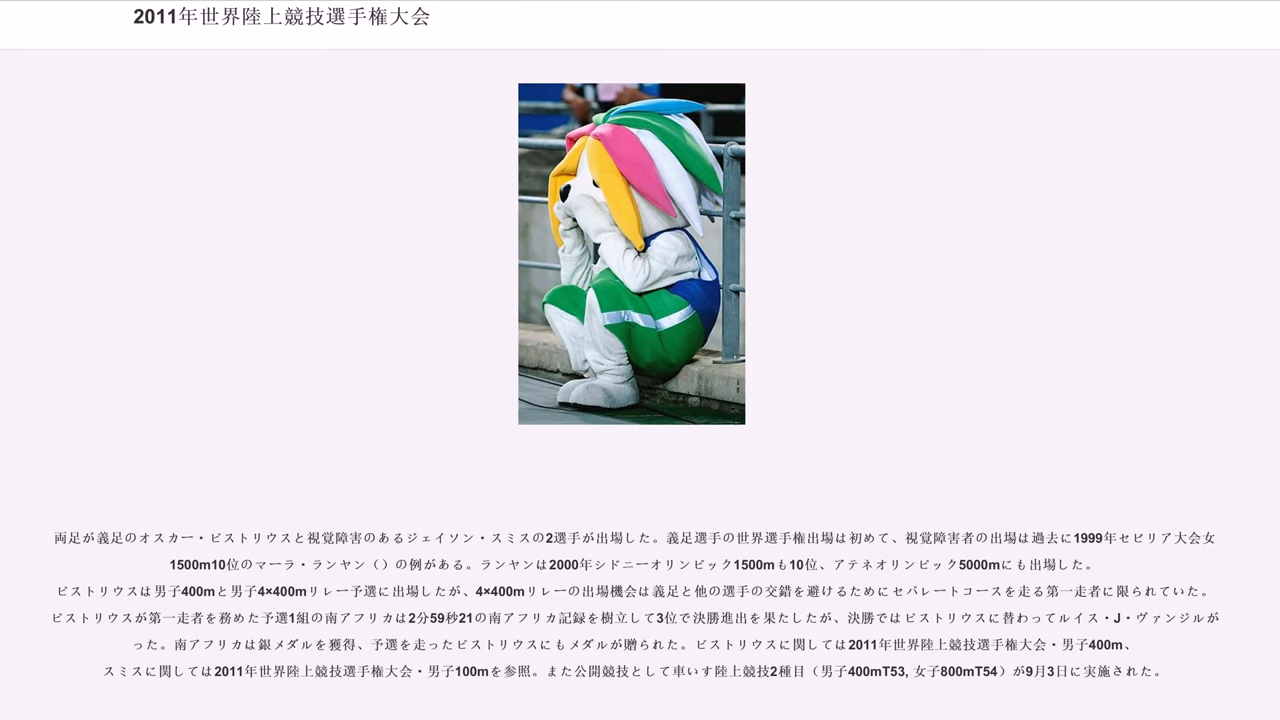 2011年世界陸上競技選手権大会
両足が義足のオスカー・ピストリウスと視覚障害のあるジェイソン・スミスの2選手が出場した。義足選手の世界選手権出場は初めて、視覚障害者の出場は過去に1999年セビリア大会女
1500m10位のマーラ・ランヤン（）の例がある。ランヤンは2000年シドニーオリンピック1500mも10位、アテネオリンピック5000mにも出場した。
ピストリウスは男子400mと男子4×400mリレー予選に出場したが、4×400mリレーの出場機会は義足と他の選手の交錯を避けるためにセパレートコースを走る第一走者に限られていた。
ピストリウスが第一走者を務めた予選1組の南アフリカは2分59秒21の南アフリカ記録を樹立して3位で決勝進出を果たしたが、決勝ではピストリウスに替わってルイス・J・ヴァンジルが
った。南アフリカは銀メダルを獲得、予選を走ったピストリウスにもメダルが贈られた。ピストリウスに関しては2011年世界陸上競技選手権大会・男子400m、
スミスに関しては2011年世界陸上競技選手権大会・男子100mを参照。また公開競技として車いす陸上競技2種目（男子400mT53, 女子800mT54）が9月3日に実施された。